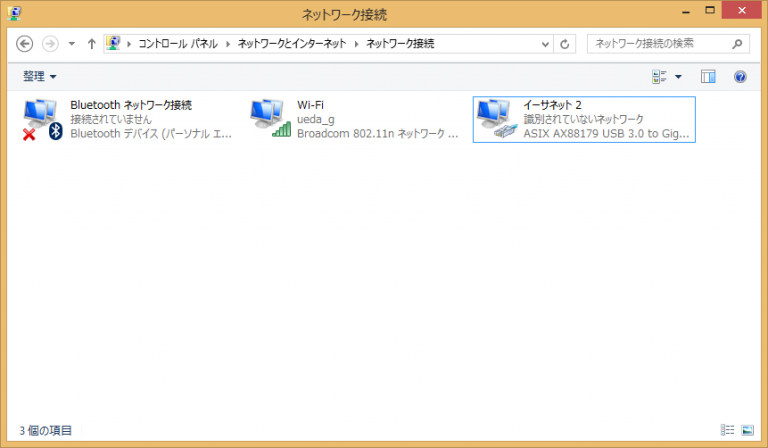 ネットワーク接続
コントロール パネル ネットワークとインターネット ネットワーク接続
ネットワーク接続の検索
整理
Bluetooth ネットワーク接続
接続されていません
Bluetooth デバイス (パーソナル エ...
Wi-Fi
ueda_g
Broadcom 802.11n ネットワーク ...
イーサネット 2
識別されていないネットワーク
ASIX AX88179 USB 3.0 to Gig...
3 個の項目